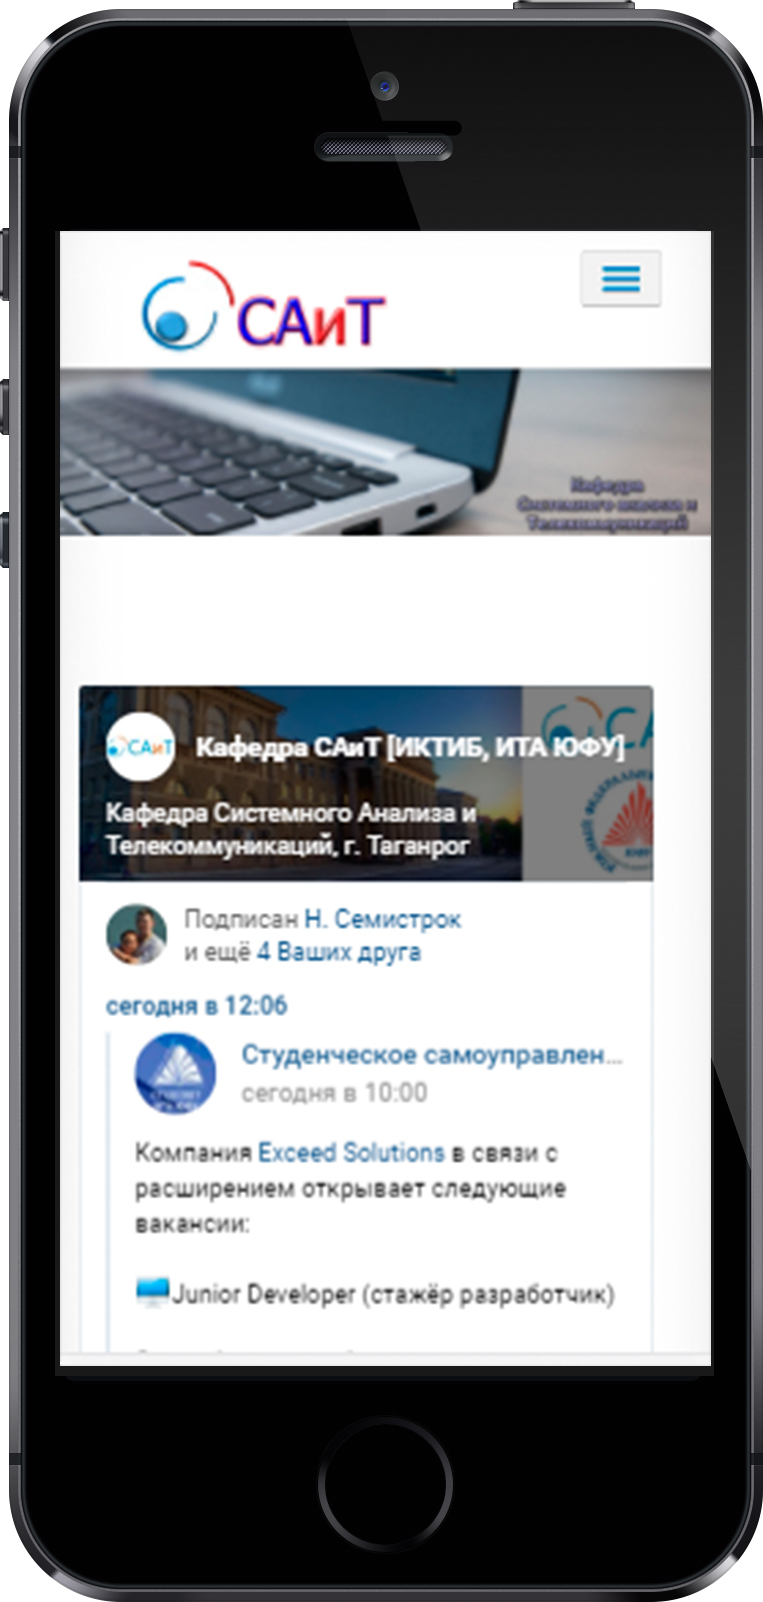 САиТ
Кафедра
Системного анализа и
Телекоммуникаций
САиТ
Кафедра САиТ [ИКТИБ, ИТА ЮФУ]
Кафедра Системного Анализа и
Телекоммуникаций, г. Таганрог
Подписан Н. Семистрок
и ещё 4 Ваших друга
сегодня в 12:06
Студенческое самоуправлен...
сегодня в 10:00
Компания Exceed Solutions в связи с
расширением открывает следующие
вакансии:
Junior Developer (стажёр разработчик)